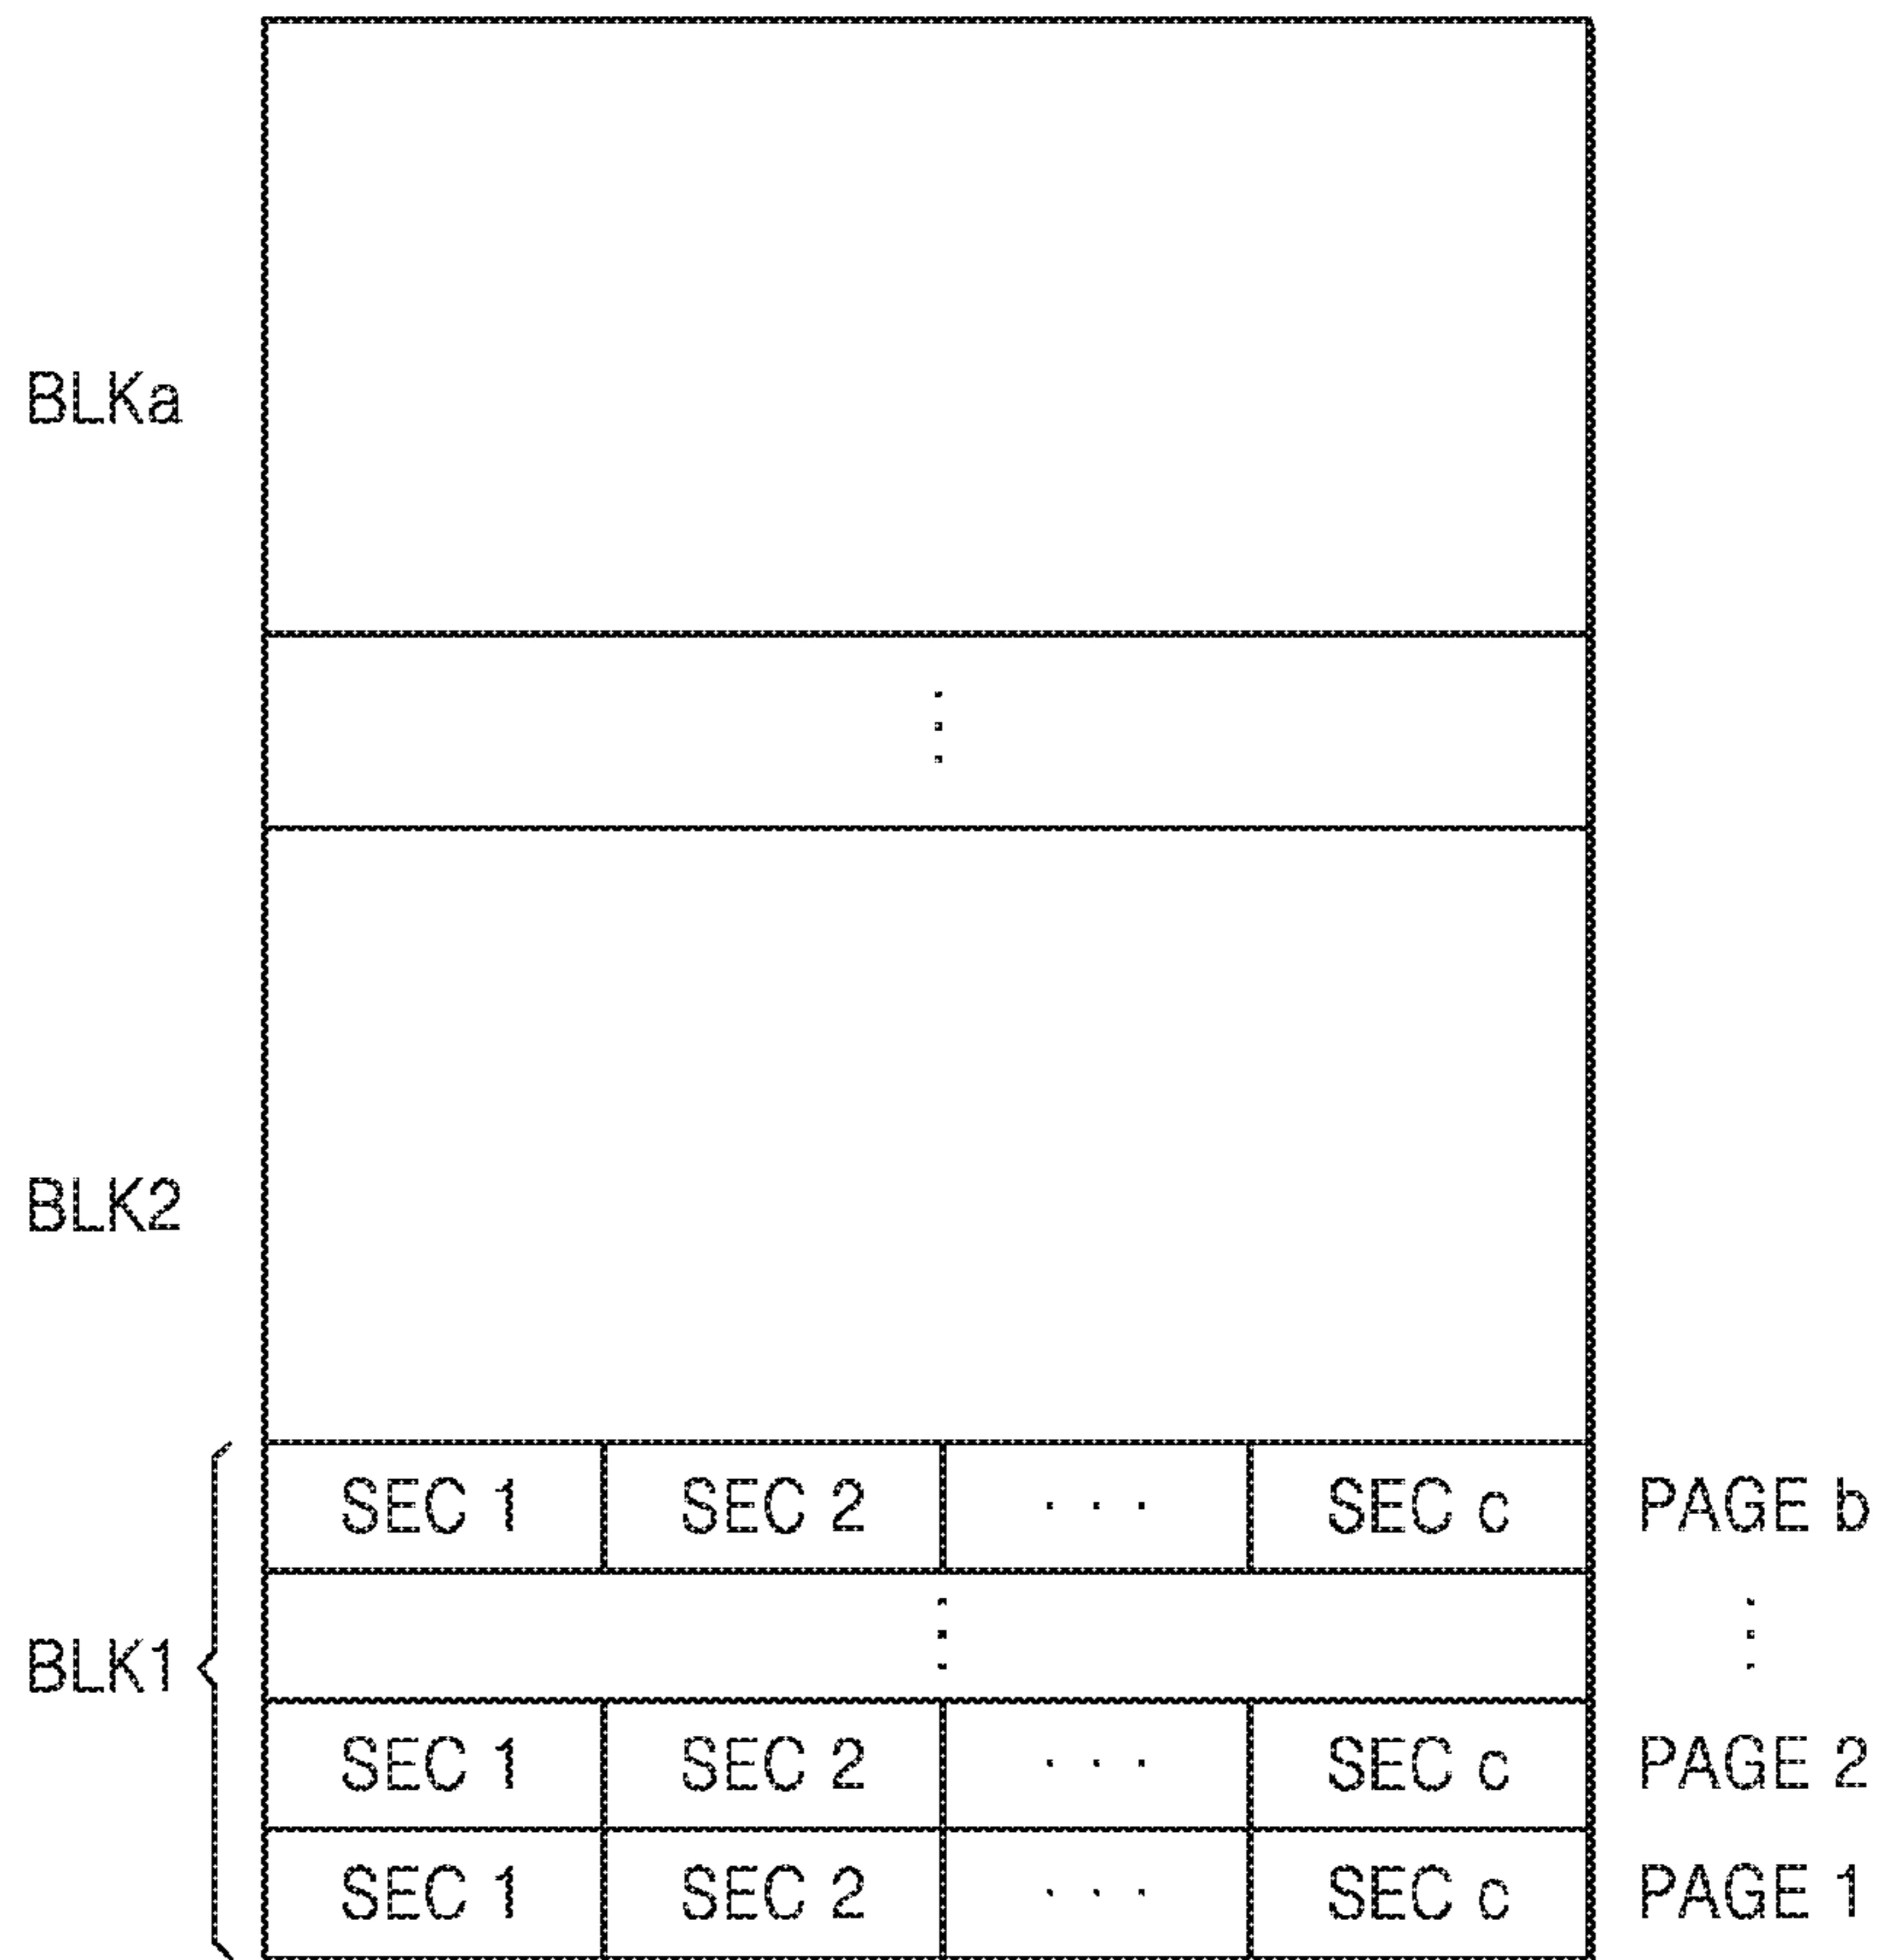 BLKa
⋮
BLK2
SEC 1 SEC 2 ... SEC c PAGE b
BLK1 ⋮ ⋮
SEC 1 SEC 2 ... SEC c PAGE 2
SEC 1 SEC 2 ... SEC c PAGE 1